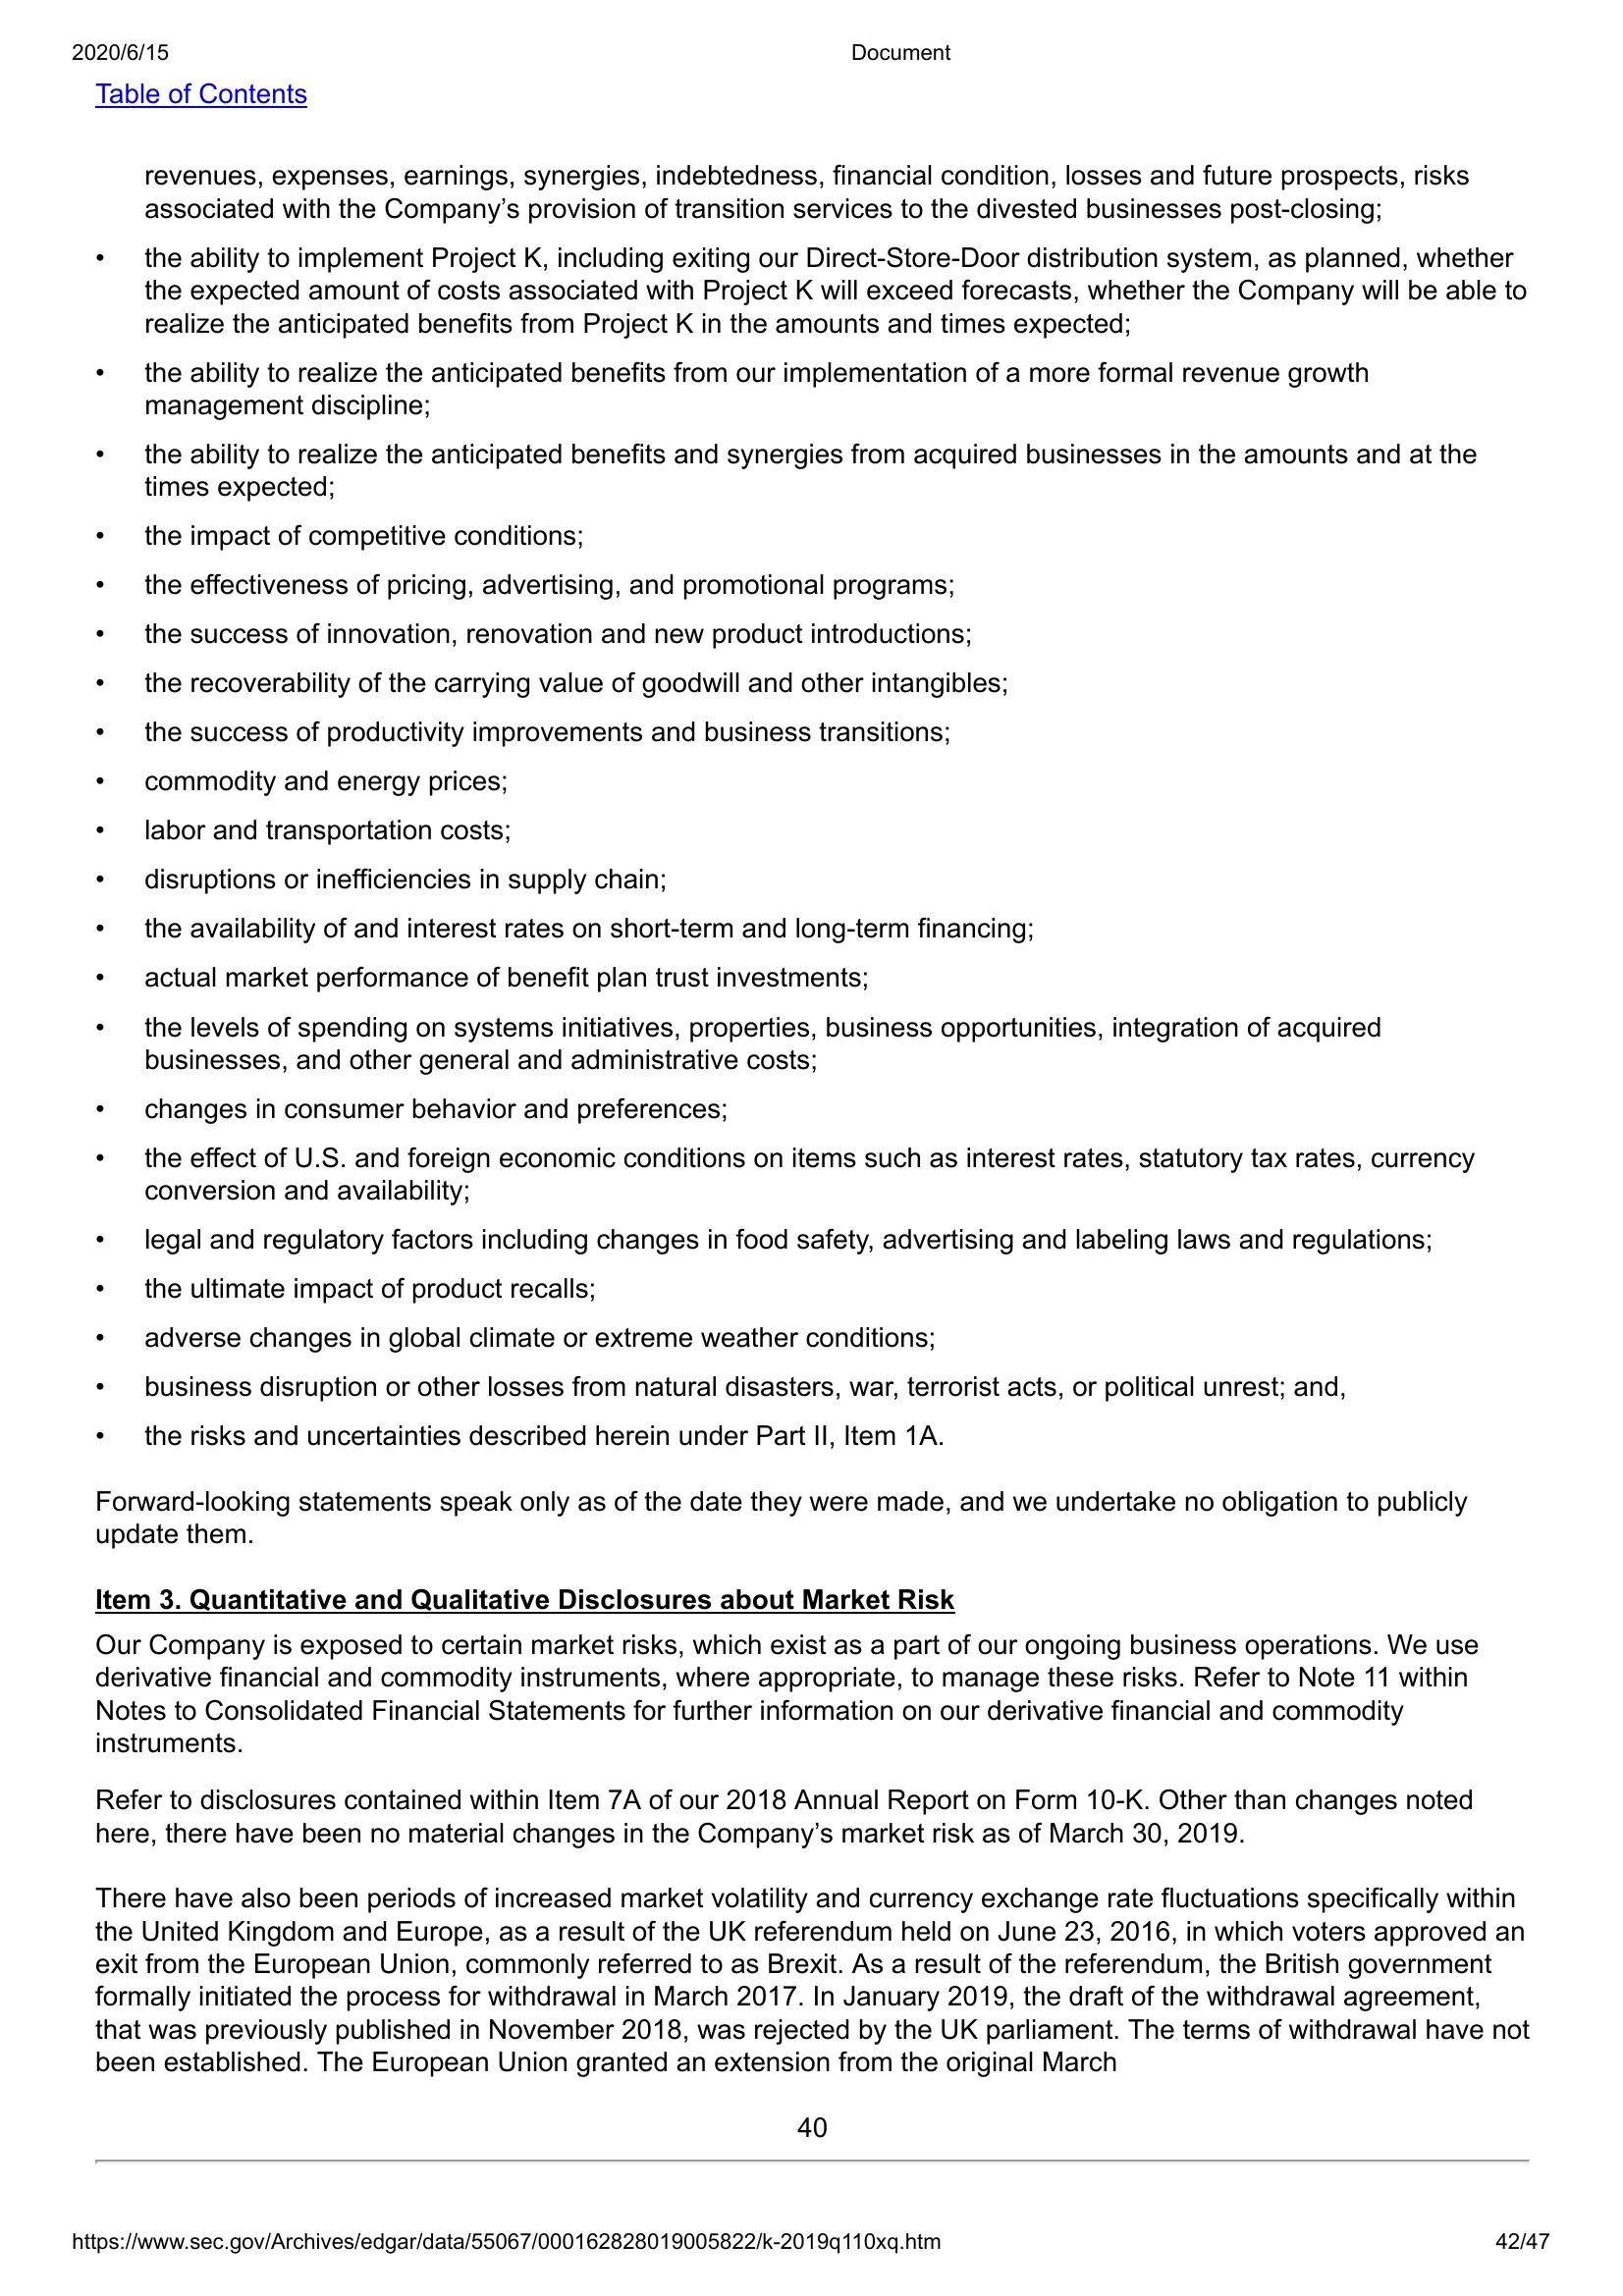 2020/6/15 Document
Table of Contents
revenues, expenses, earnings, synergies, indebtedness, financial condition, losses and future prospects, risks
associated with the Company’s provision of transition services to the divested businesses post-closing;
• the ability to implement Project K, including exiting our Direct-Store-Door distribution system, as planned, whether
the expected amount of costs associated with Project K will exceed forecasts, whether the Company will be able to
realize the anticipated benefits from Project K in the amounts and times expected;
• the ability to realize the anticipated benefits from our implementation of a more formal revenue growth
management discipline;
• the ability to realize the anticipated benefits and synergies from acquired businesses in the amounts and at the
times expected;
• the impact of competitive conditions;
• the effectiveness of pricing, advertising, and promotional programs;
• the success of innovation, renovation and new product introductions;
• the recoverability of the carrying value of goodwill and other intangibles;
• the success of productivity improvements and business transitions;
• commodity and energy prices;
• labor and transportation costs;
• disruptions or inefficiencies in supply chain;
• the availability of and interest rates on short-term and long-term financing;
• actual market performance of benefit plan trust investments;
• the levels of spending on systems initiatives, properties, business opportunities, integration of acquired
businesses, and other general and administrative costs;
• changes in consumer behavior and preferences;
• the effect of U.S. and foreign economic conditions on items such as interest rates, statutory tax rates, currency
conversion and availability;
• legal and regulatory factors including changes in food safety, advertising and labeling laws and regulations;
• the ultimate impact of product recalls;
• adverse changes in global climate or extreme weather conditions;
• business disruption or other losses from natural disasters, war, terrorist acts, or political unrest; and,
• the risks and uncertainties described herein under Part II, Item 1A.
Forward-looking statements speak only as of the date they were made, and we undertake no obligation to publicly
update them.
Item 3. Quantitative and Qualitative Disclosures about Market Risk
Our Company is exposed to certain market risks, which exist as a part of our ongoing business operations. We use
derivative financial and commodity instruments, where appropriate, to manage these risks. Refer to Note 11 within
Notes to Consolidated Financial Statements for further information on our derivative financial and commodity
instruments.
Refer to disclosures contained within Item 7A of our 2018 Annual Report on Form 10-K. Other than changes noted
here, there have been no material changes in the Company’s market risk as of March 30, 2019.
There have also been periods of increased market volatility and currency exchange rate fluctuations specifically within
the United Kingdom and Europe, as a result of the UK referendum held on June 23, 2016, in which voters approved an
exit from the European Union, commonly referred to as Brexit. As a result of the referendum, the British government
formally initiated the process for withdrawal in March 2017. In January 2019, the draft of the withdrawal agreement,
that was previously published in November 2018, was rejected by the UK parliament. The terms of withdrawal have not
been established. The European Union granted an extension from the original March
40
https://www.sec.gov/Archives/edgar/data/55067/000162828019005822/k-2019q110xq.htm 42/47